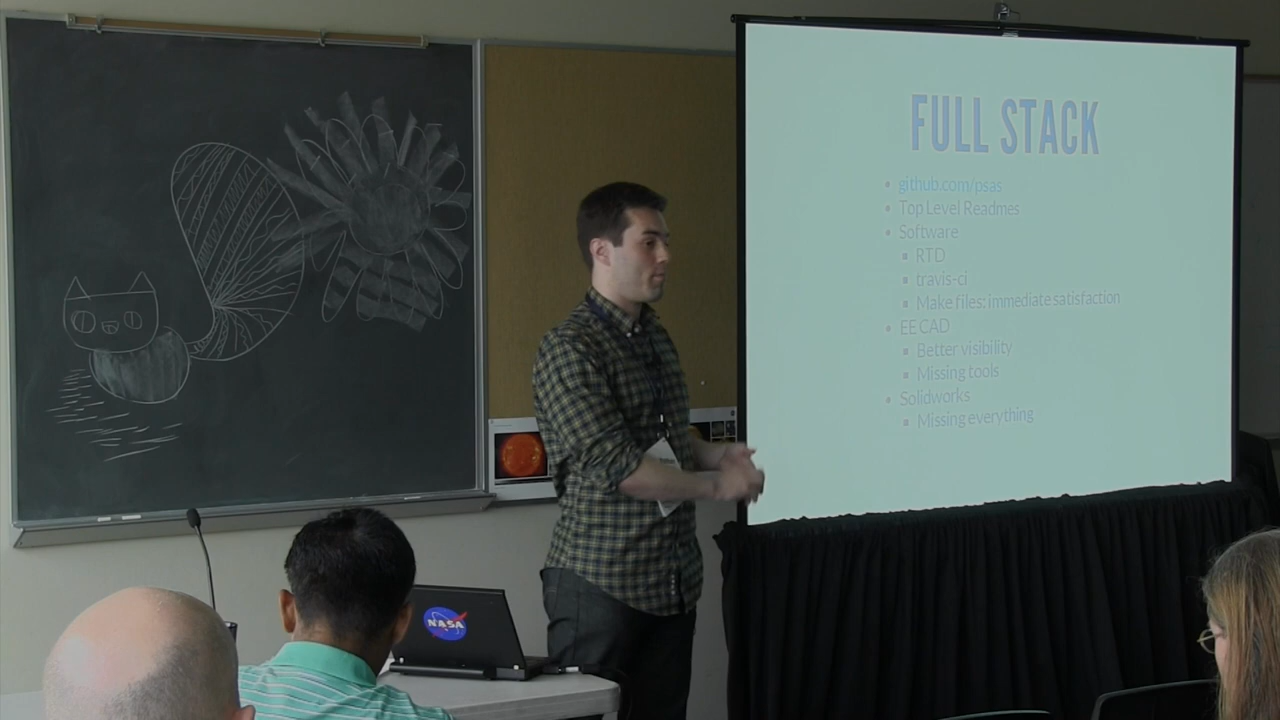 FULL STACK
github.com/psas
Top Level Readmes
Software
RTD
travis-ci
Make files: immediate satisfaction
EE CAD
Better visibility
Missing tools
Solidworks
Missing everything
NASA